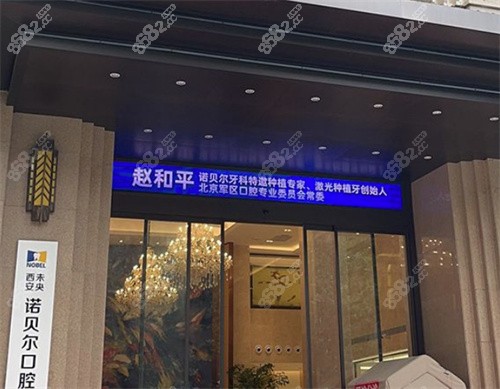 赵和平
诺贝尔牙科特邀种植专家、激光种植牙创始人
北京军区口腔专业委员会常委
NOBEL
西安未央
诺贝尔口腔
8682.cc